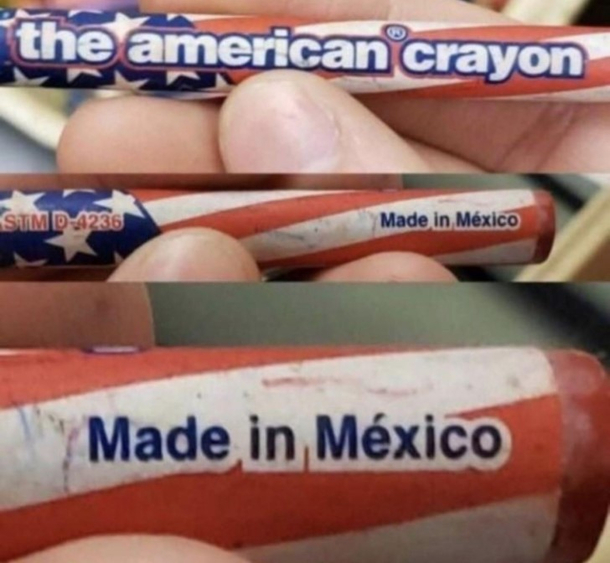 the american® crayon
ASTM D-4236
Made in México
Made in México